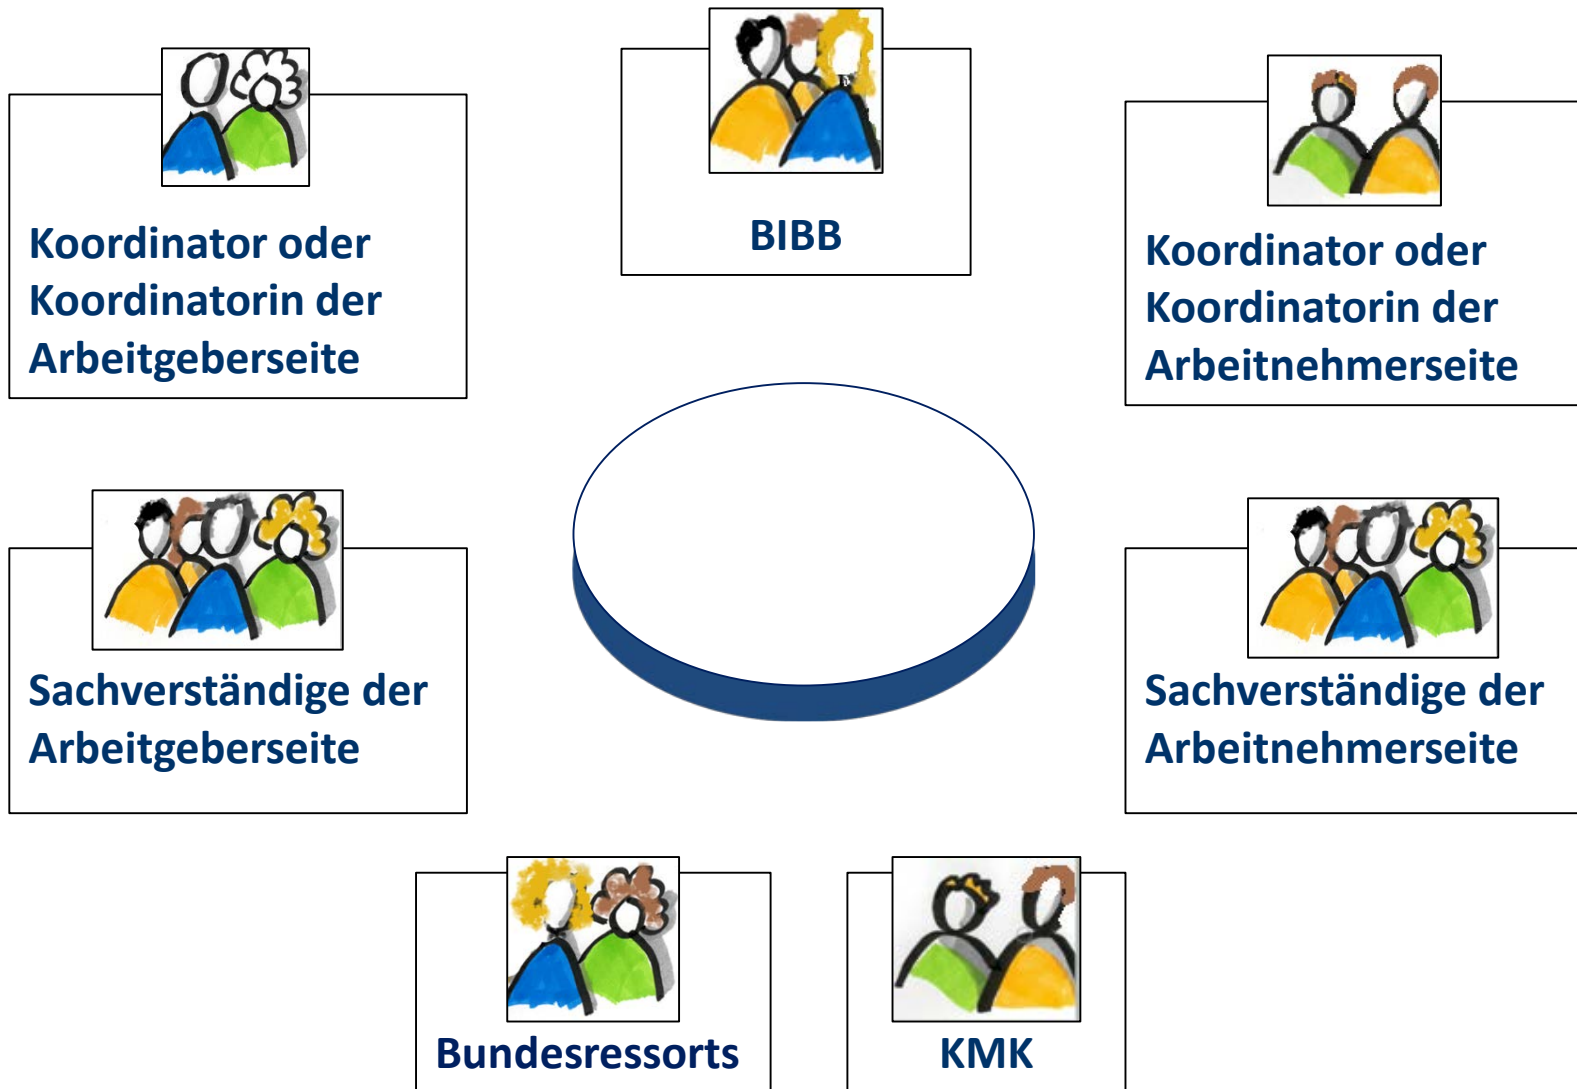 BIBB
Koordinator oder
Koordinatorin der
Arbeitgeberseite
Koordinator oder
Koordinatorin der
Arbeitnehmerseite
Sachverständige der
Arbeitgeberseite
Sachverständige der
Arbeitnehmerseite
Bundesressorts
KMK